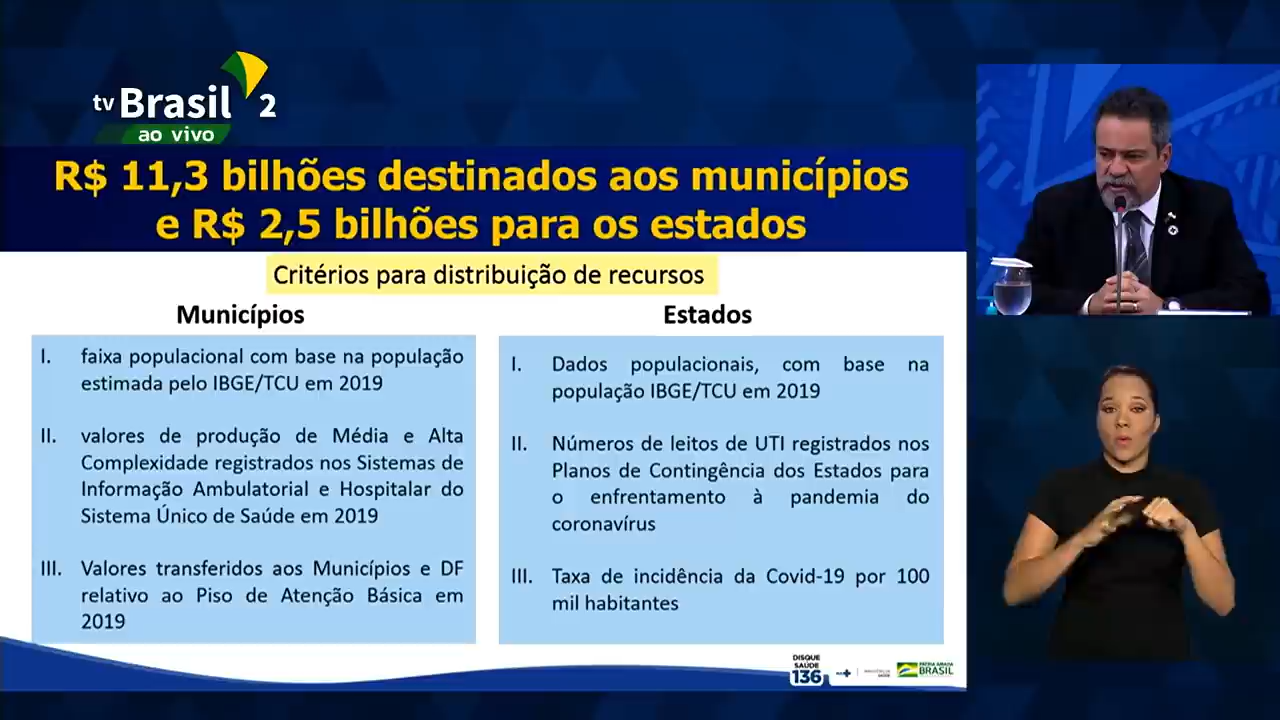 tv Brasil 2
ao vivo
R$ 11,3 bilhões destinados aos municípios
e R$ 2,5 bilhões para os estados
Critérios para distribuição de recursos
Municípios
I. faixa populacional com base na população
estimada pelo IBGE/TCU em 2019
II. valores de produção de Média e Alta
Complexidade registrados nos Sistemas de
Informação Ambulatorial e Hospitalar do
Sistema Único de Saúde em 2019
III. Valores transferidos aos Municípios e DF
relativo ao Piso de Atenção Básica em
2019
Estados
I. Dados populacionais, com base na
população IBGE/TCU em 2019
II. Números de leitos de UTI registrados nos
Planos de Contingência dos Estados para
o enfrentamento à pandemia do
coronavírus
III. Taxa de incidência da Covid-19 por 100
mil habitantes
DISQUE
SAÚDE
136
PÁTRIA AMADA
BRASIL